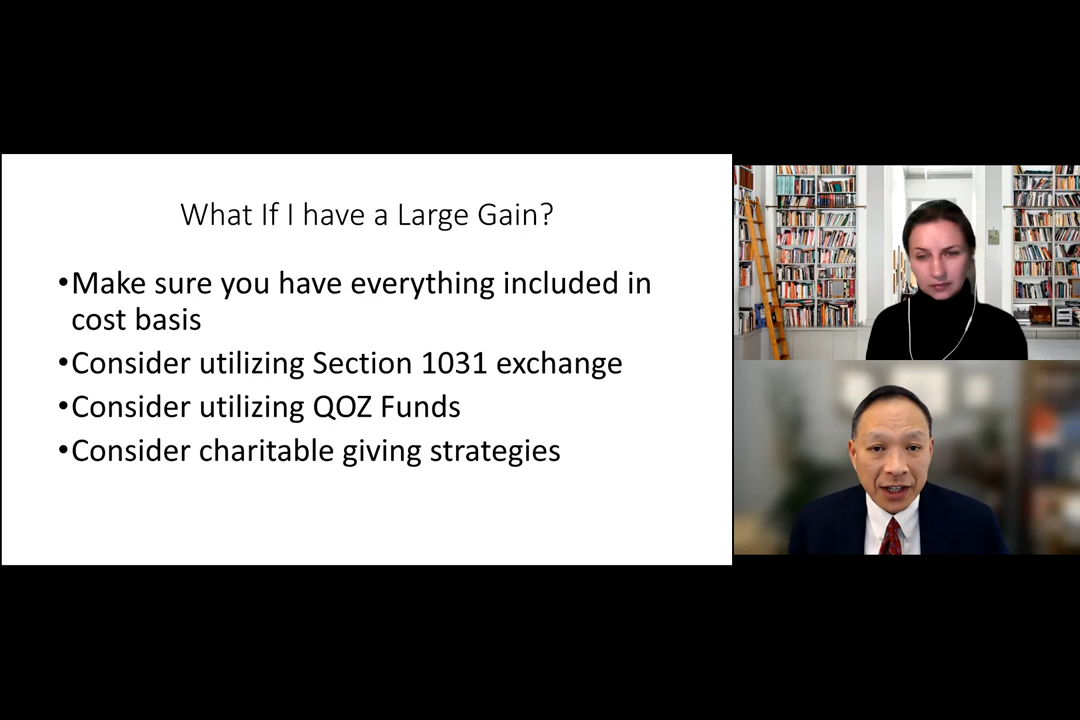 What If I have a Large Gain?
•Make sure you have everything included in
cost basis
•Consider utilizing Section 1031 exchange
•Consider utilizing QOZ Funds
•Consider charitable giving strategies